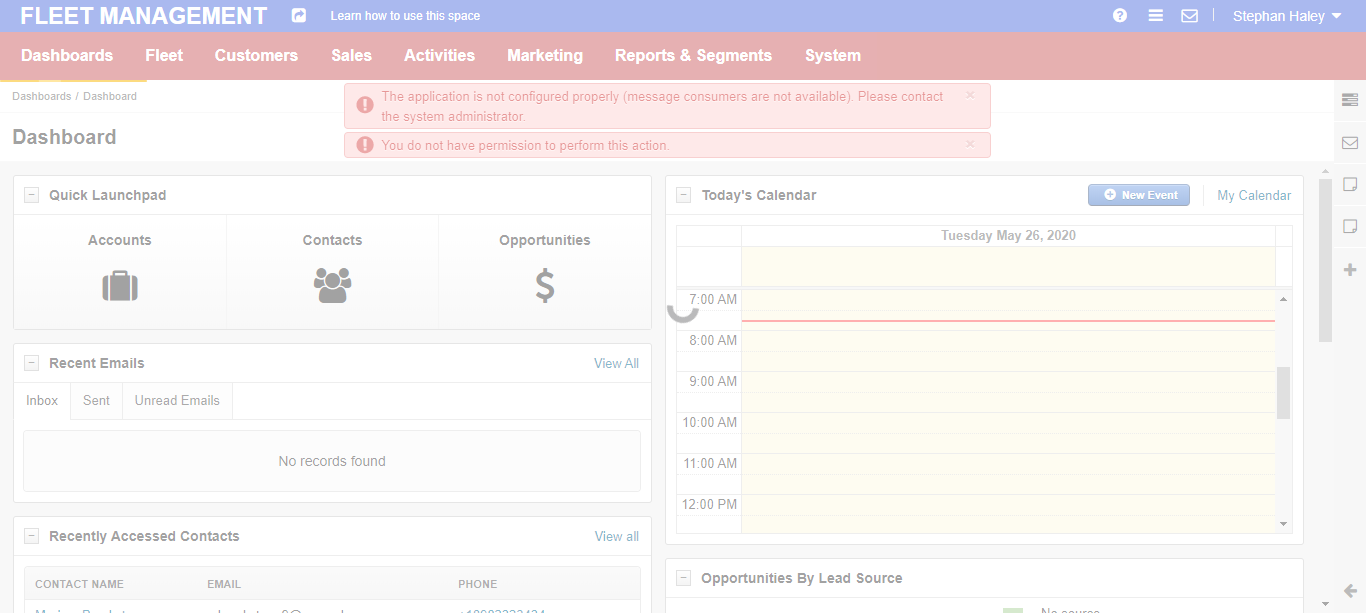 FLEET MANAGEMENT
Learn how to use this space
Stephan Haley
Dashboards Fleet Customers Sales Activities Marketing Reports & Segments System
Dashboards / Dashboard
The application is not configured properly (message consumers are not available). Please contact
the system administrator.
You do not have permission to perform this action.
Dashboard
Quick Launchpad
Accounts
Contacts
Opportunities
Recent Emails
View All
Inbox
Sent
Unread Emails
No records found
Recently Accessed Contacts
View all
CONTACT NAME EMAIL PHONE
Today's Calendar
New Event
My Calendar
Tuesday May 26, 2020
7:00 AM
8:00 AM
9:00 AM
10:00 AM
11:00 AM
12:00 PM
Opportunities By Lead Source
No source